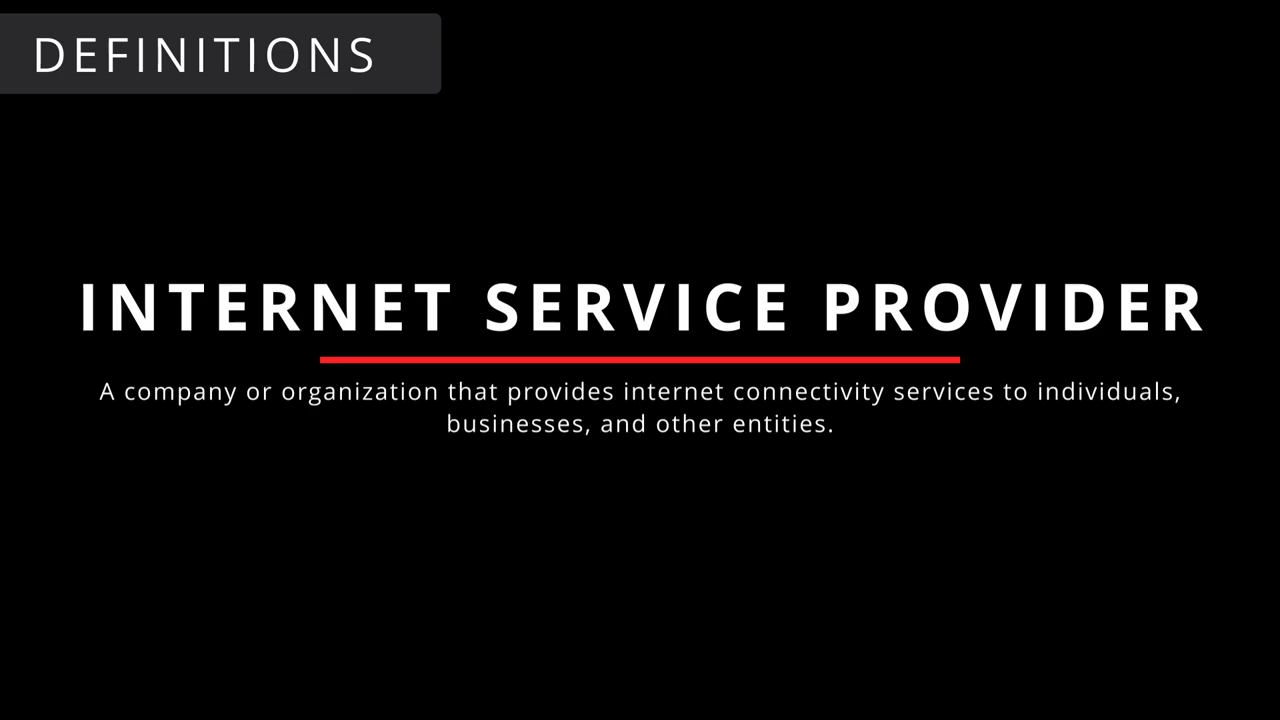 DEFINITIONS
INTERNET SERVICE PROVIDER
A company or organization that provides internet connectivity services to individuals,
businesses, and other entities.